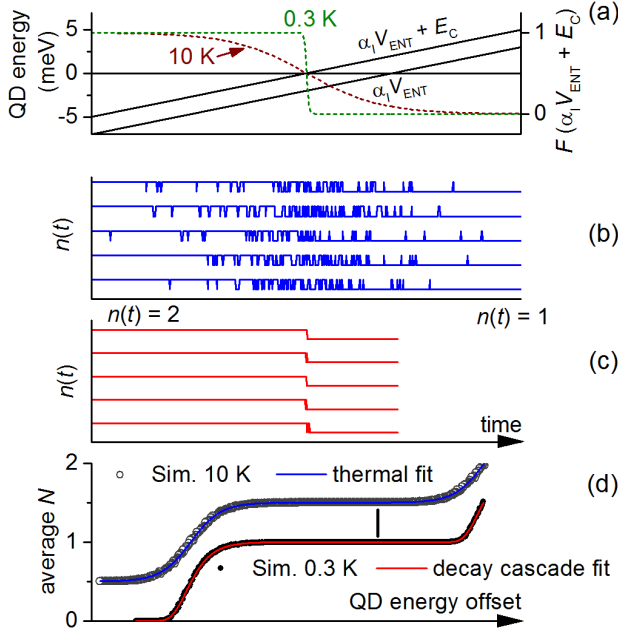 (a)
0.3 K
10 K
α_I V_ENT + E_C
α_I V_ENT
QD energy
(meV)
5
0
-5
1
0
F (α_I V_ENT + E_C)
(b)
n(t)
n(t) = 2
n(t) = 1
(c)
n(t)
time
(d)
Sim. 10 K
thermal fit
Sim. 0.3 K
decay cascade fit
average N
2
1
0
QD energy offset